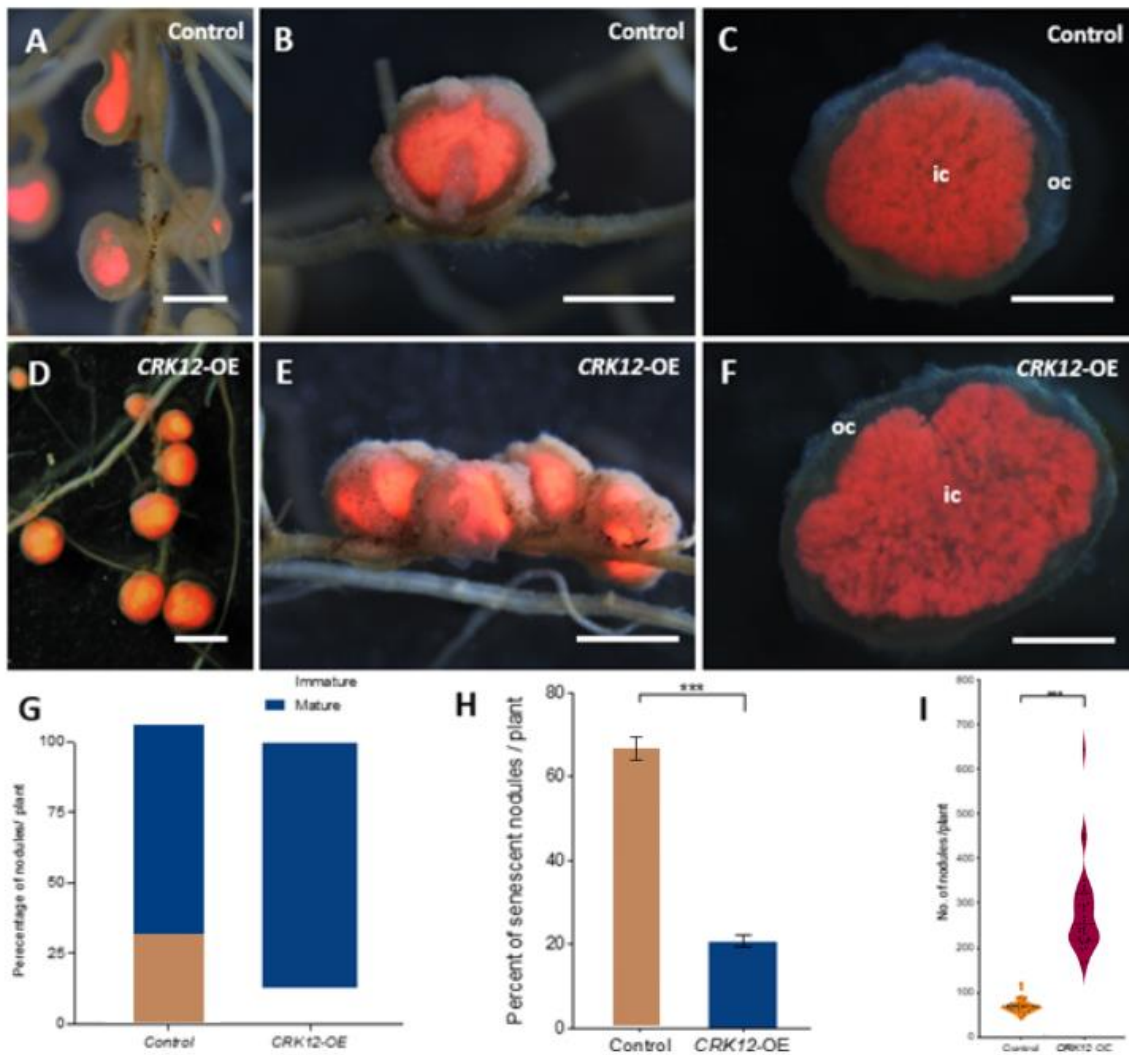 A
Control
B
Control
C
Control
ic
oc
D
CRK12-OE
E
CRK12-OE
F
CRK12-OE
oc
ic
G
Immature
Mature
Perecentage of nodules/ plant
100
75
50
25
0
Control
CRK12-OE
H
***
Percent of senescent nodules / plant
80
60
40
20
0
Control
CRK12-OE
I
No. of nodules /plant
800
700
600
500
400
300
200
100
0
Control